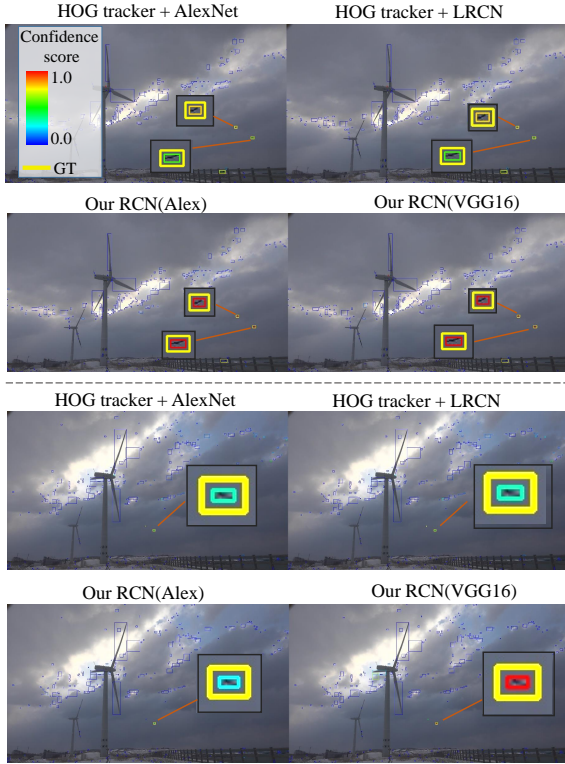 HOG tracker + AlexNet
HOG tracker + LRCN
Confidence
score
1.0
0.0
GT
Our RCN(Alex)
Our RCN(VGG16)
HOG tracker + AlexNet
HOG tracker + LRCN
Our RCN(Alex)
Our RCN(VGG16)